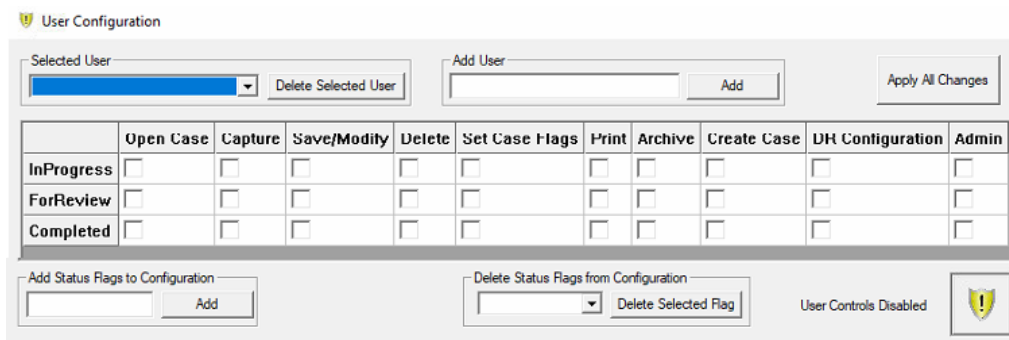 User Configuration
Selected User
Add User
Delete Selected User
Add
Apply All Changes
Open Case Capture Save/Modify Delete Set Case Flags Print Archive Create Case DR Configuration Admin
InProgress
ForReview
Completed
Add Status Flags to Configuration
Delete Status Flags from Configuration
Add
Delete Selected Flag
User Controls Disabled